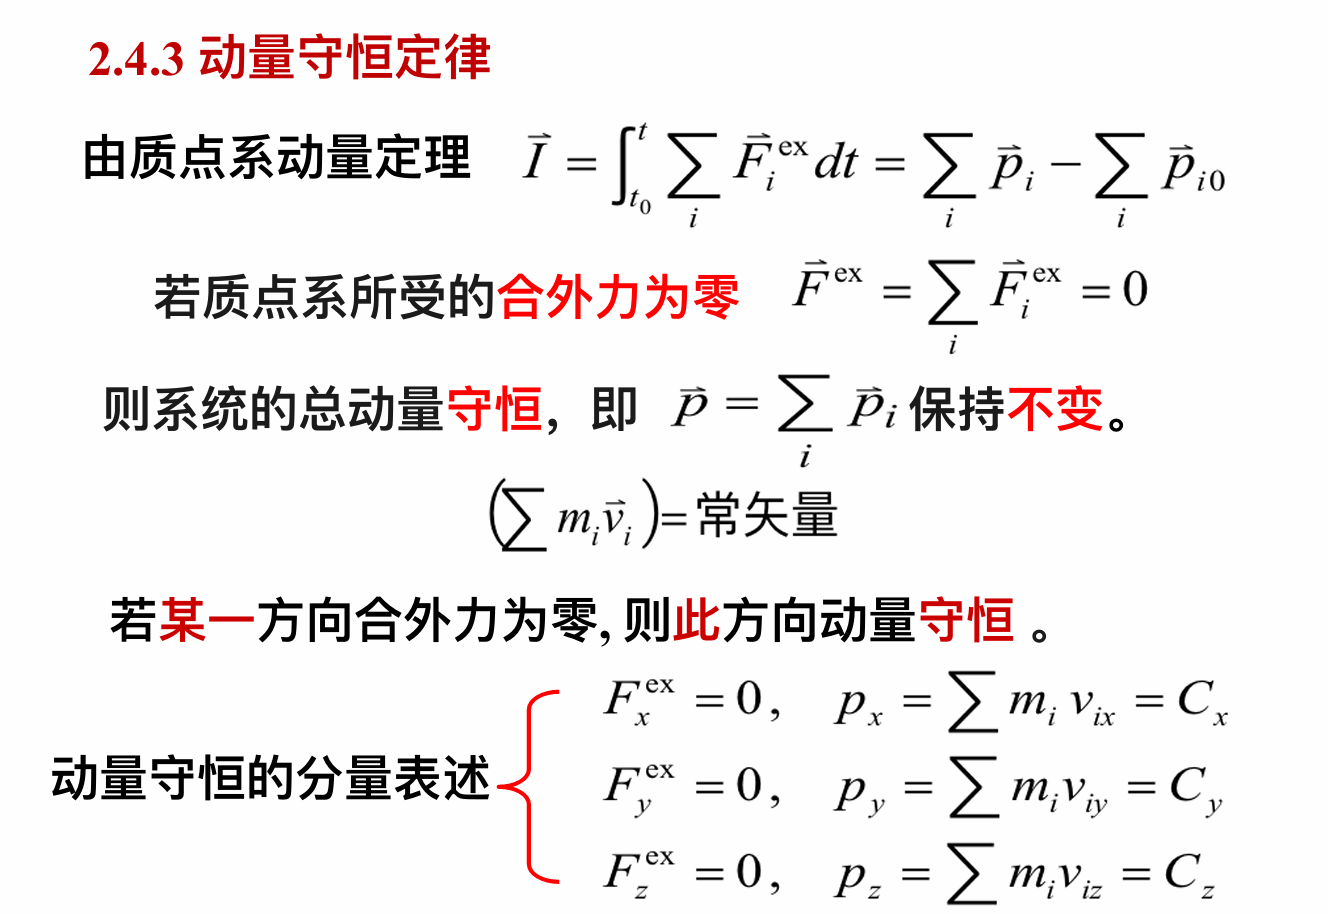 2.4.3 动量守恒定律
由质点系动量定理 $\vec{I} = \int_{t_0}^{t} \sum_i \vec{F}_i^{\text{ex}} dt = \sum_i \vec{p}_i - \sum_i \vec{p}_{i0}$
若质点系所受的合外力为零 $\vec{F}^{\text{ex}} = \sum_i \vec{F}_i^{\text{ex}} = 0$
则系统的总动量守恒，即 $\vec{p} = \sum_i \vec{p}_i$ 保持不变。
$\left(\sum m_i \vec{v}_i\right) = $ 常矢量
若某一方向合外力为零, 则此方向动量守恒 。
动量守恒的分量表述
$F_x^{\text{ex}} = 0, \quad p_x = \sum m_i v_{ix} = C_x$
$F_y^{\text{ex}} = 0, \quad p_y = \sum m_i v_{iy} = C_y$
$F_z^{\text{ex}} = 0, \quad p_z = \sum m_i v_{iz} = C_z$